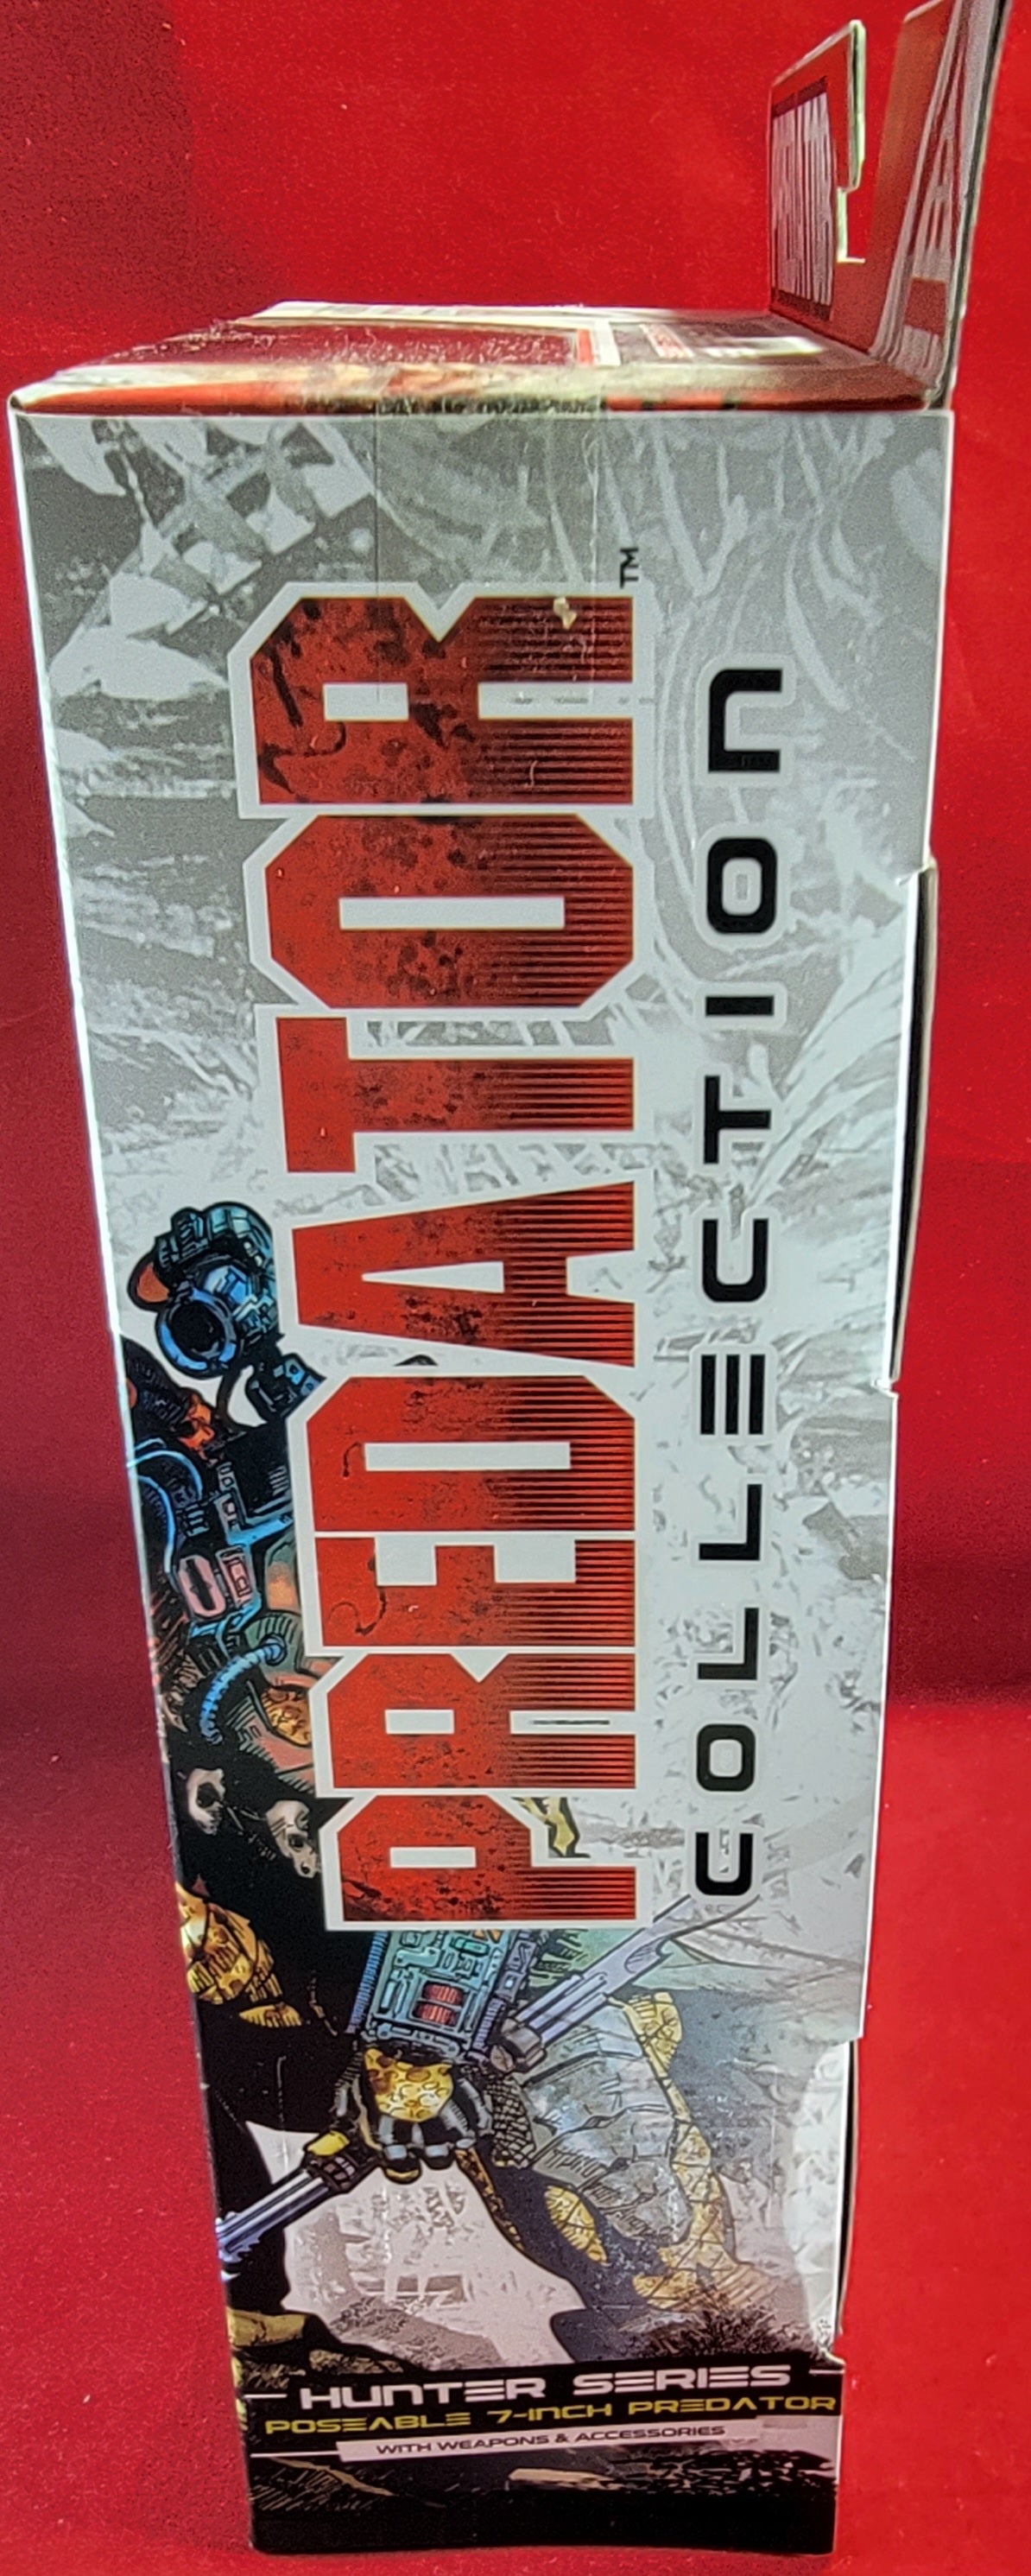 PREDATOR™
COLLECTION
HUNTER SERIES
POSEABLE 7-INCH PREDATOR
WITH WEAPONS & ACCESSORIES